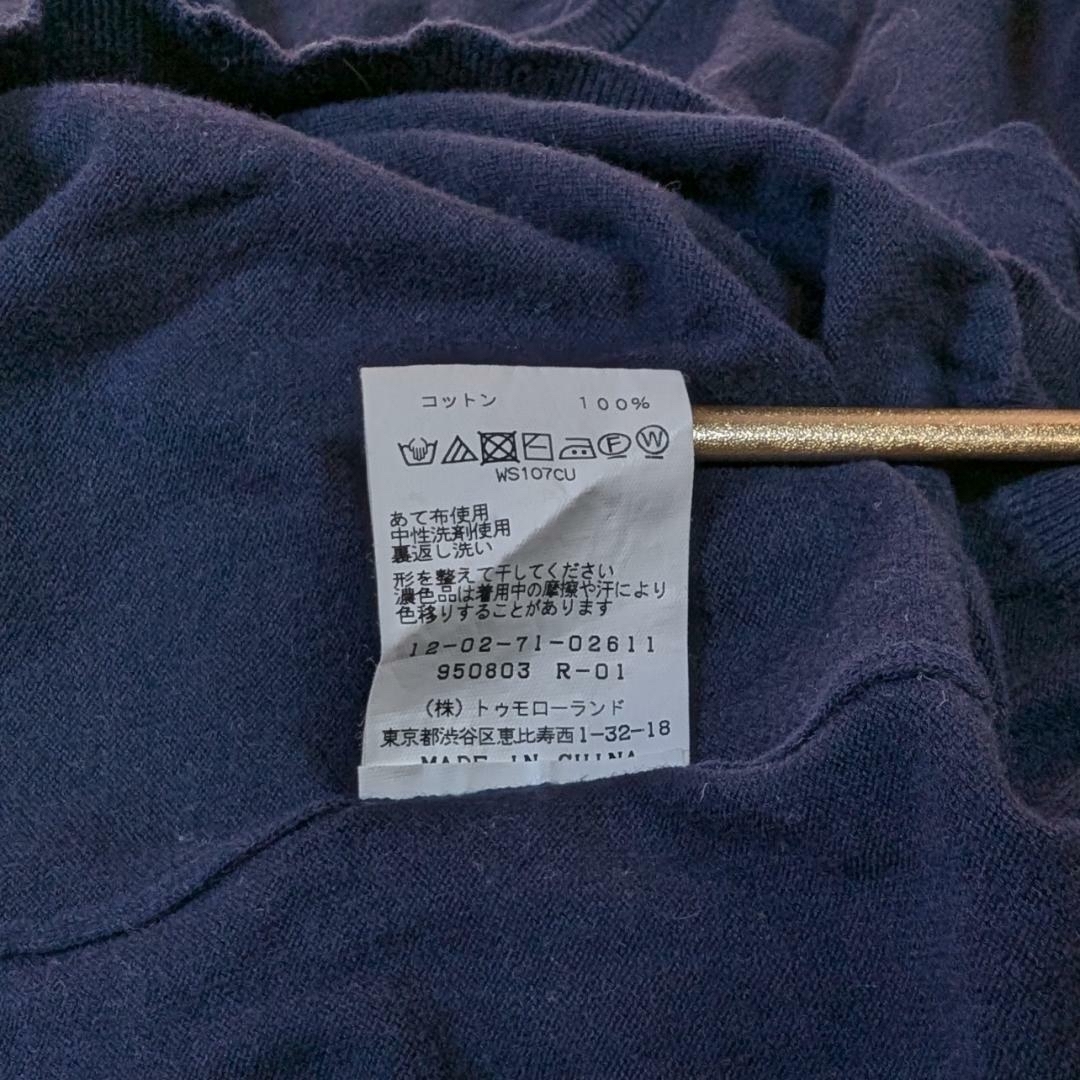 コットン 100%
F W
WS107CU
あて布使用
中性洗剤使用
裏返し洗い
形を整えて干してください
濃色品は着用中の摩擦や汗により
色移りすることがあります
12-02-71-02611
950803 R-01
(株)トゥモローランド
東京都渋谷区恵比寿西1-32-18
MADE IN CHINA